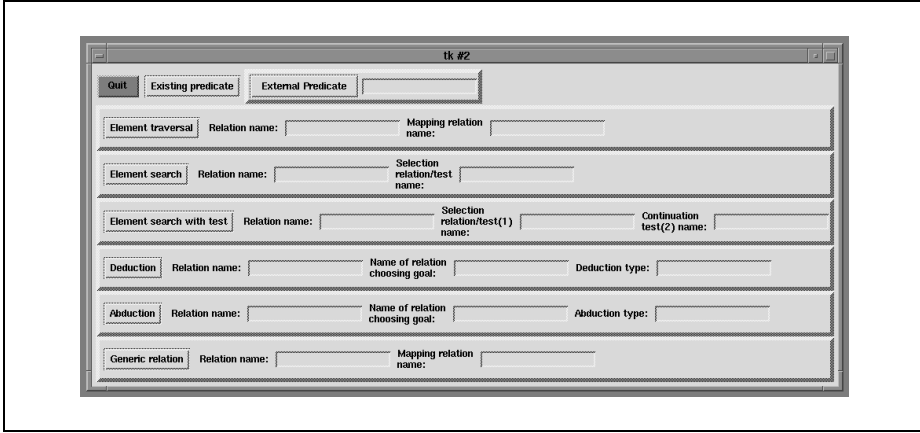 tk #2
Quit Existing predicate External Predicate
Element traversal Relation name: Mapping relation
name:
Element search Relation name: Selection
relation/test
name:
Element search with test Relation name: Selection
relation/test(1)
name: Continuation
test(2) name:
Deduction Relation name: Name of relation
choosing goal: Deduction type:
Abduction Relation name: Name of relation
choosing goal: Abduction type:
Generic relation Relation name: Mapping relation
name: